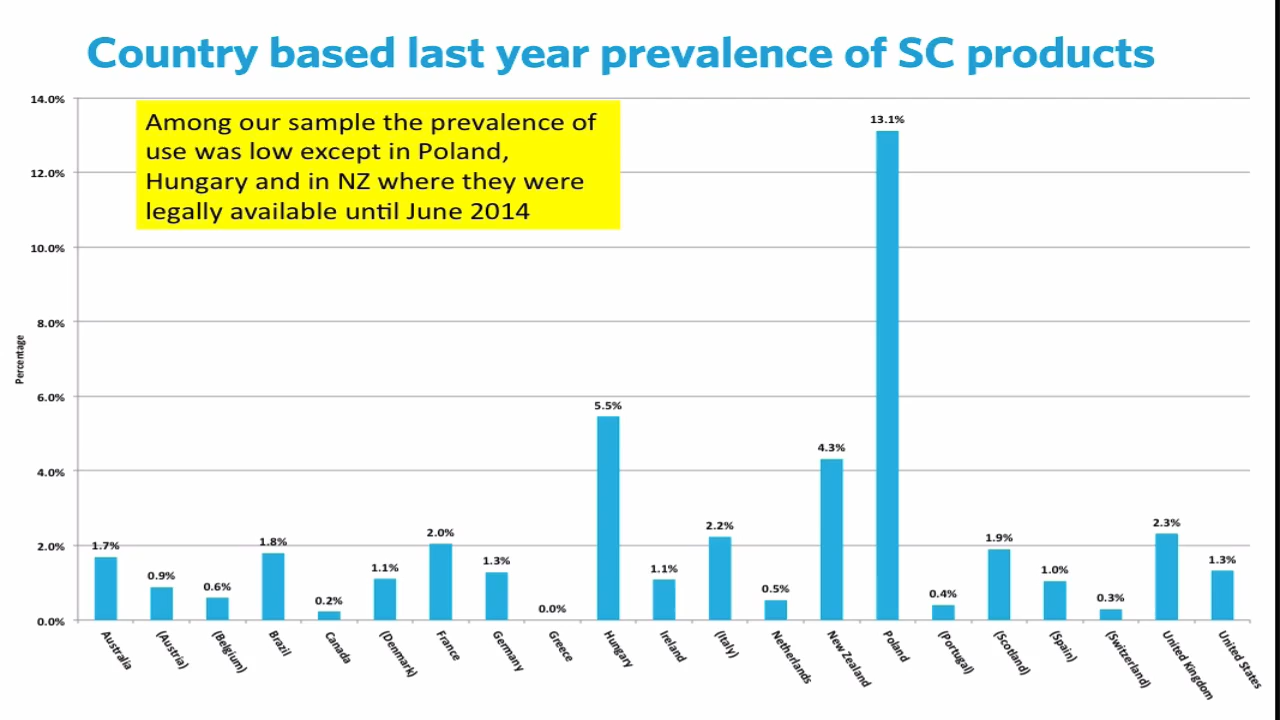 Country based last year prevalence of SC products
Among our sample the prevalence of
use was low except in Poland,
Hungary and in NZ where they were
legally available until June 2014
Percentage
14.0%
12.0%
10.0%
8.0%
6.0%
4.0%
2.0%
0.0%
1.7%
0.9%
0.6%
1.8%
0.2%
1.1%
2.0%
1.3%
0.0%
5.5%
1.1%
2.2%
0.5%
4.3%
13.1%
0.4%
1.9%
1.0%
0.3%
2.3%
1.3%
Australia
(Austria)
(Belgium)
Brazil
Canada
(Denmark)
France
Germany
Greece
Hungary
Ireland
(Italy)
Netherlands
New Zealand
Poland
(Portugal)
(Scotland)
(Spain)
(Switzerland)
United Kingdom
United States